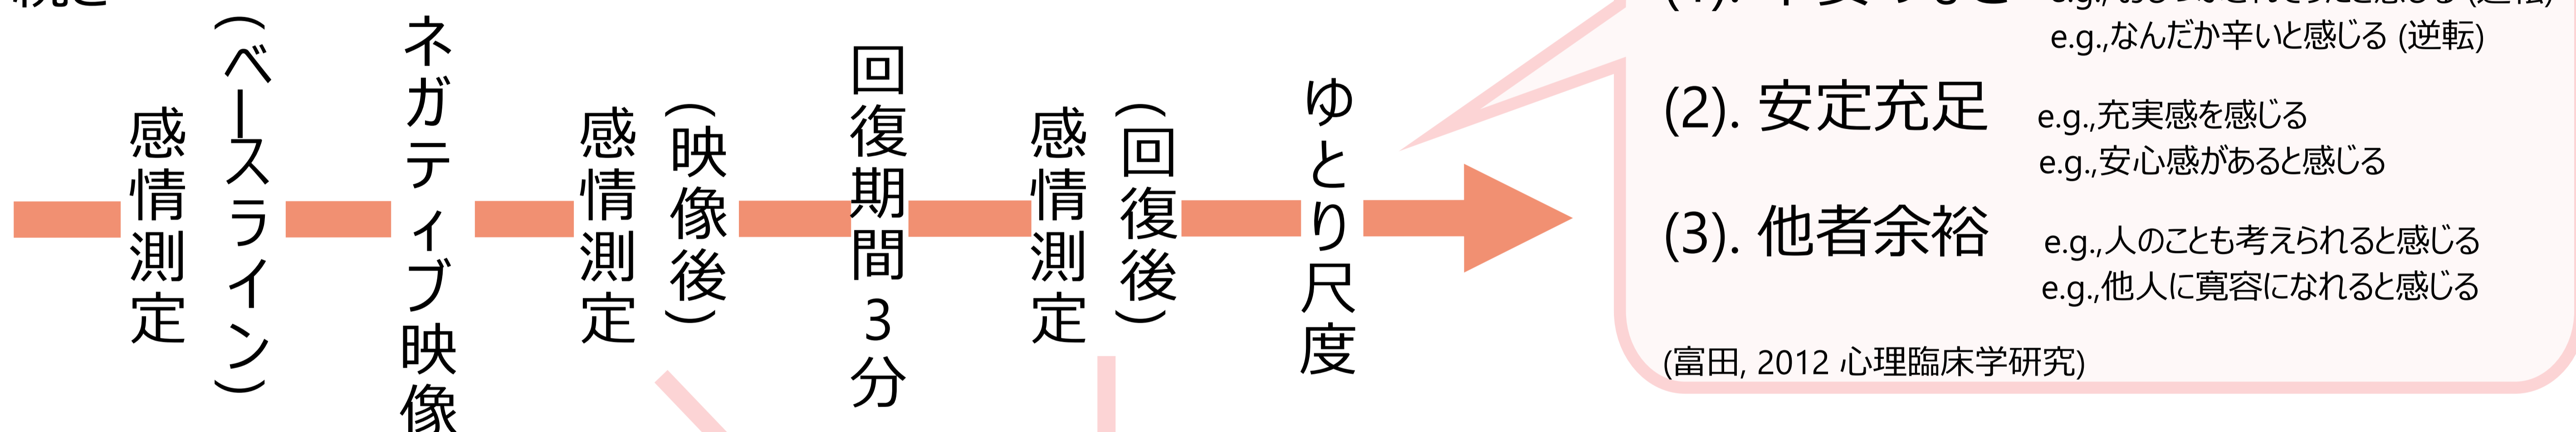 感情測定
(ベースライン)
ネガティブ映像
感情測定
(映像後)
回復期間3分
感情測定
(回復後)
ゆとり尺度
e.g.,なんだか辛いと感じる (逆転)
(2). 安定充足 e.g.,充実感を感じる
e.g.,安心感があると感じる
(3). 他者余裕 e.g.,人のことも考えられると感じる
e.g.,他人に寛容になれると感じる
(富田, 2012 心理臨床学研究)